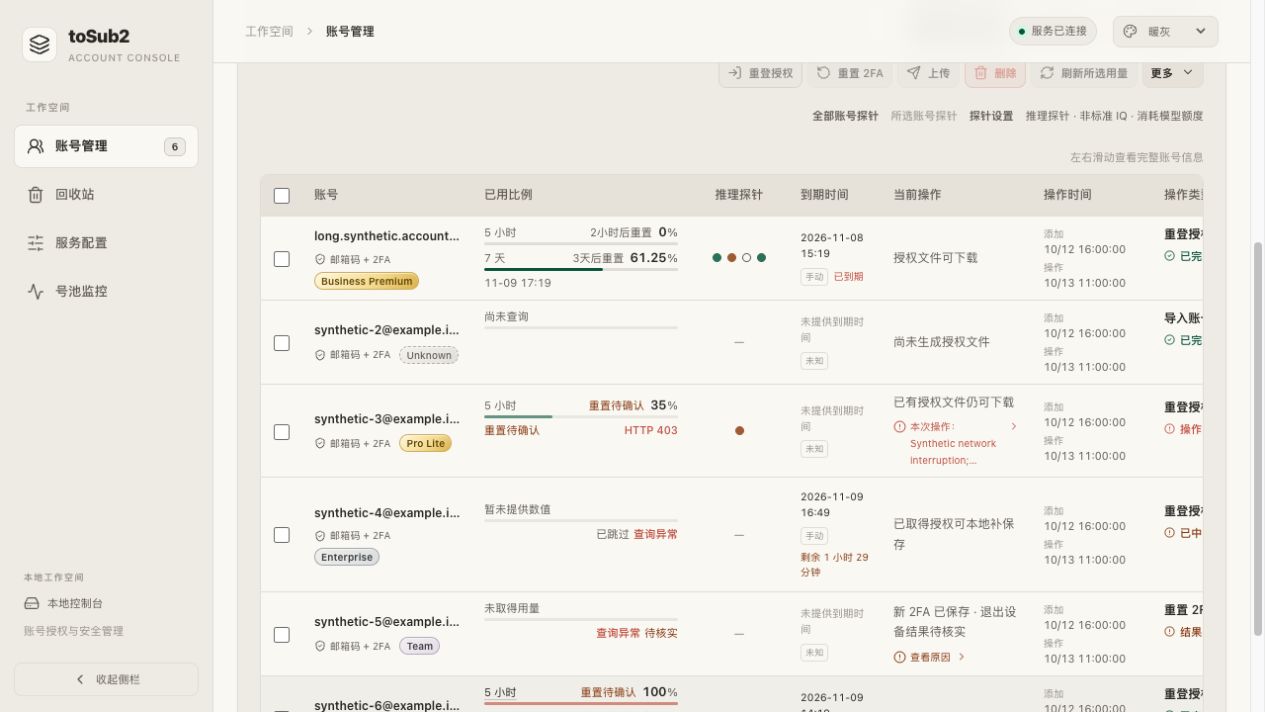 toSub2
ACCOUNT CONSOLE
工作空间
账号管理
6
回收站
服务配置
号池监控
本地工作空间
本地控制台
账号授权与安全管理
收起侧栏
工作空间
账号管理
服务已连接
暖灰
重登授权
重置 2FA
上传
删除
刷新所选用量
更多
全部账号探针
所选账号探针
探针设置
推理探针 · 非标准 IQ · 消耗模型额度
左右滑动查看完整账号信息
账号
已用比例
推理探针
到期时间
当前操作
操作时间
操作类
long.synthetic.account...
邮箱码 + 2FA
Business Premium
5 小时
2小时后重置 0%
7 天
3天后重置 61.25%
11-09 17:19
2026-11-08
15:19
手动
已到期
授权文件可下载
添加
10/12 16:00:00
操作
10/13 11:00:00
重登授
已完
synthetic-2@example.i...
邮箱码 + 2FA
Unknown
尚未查询
—
未提供到期时
间
未知
尚未生成授权文件
添加
10/12 16:00:00
操作
10/13 11:00:00
导入账
已完
synthetic-3@example.i...
邮箱码 + 2FA
Pro Lite
5 小时
重置待确认 35%
重置待确认
HTTP 403
未提供到期时
间
未知
已有授权文件仍可下载
本次操作：
Synthetic network
interruption;...
添加
10/12 16:00:00
操作
10/13 11:00:00
重登授
操作
synthetic-4@example.i...
邮箱码 + 2FA
Enterprise
暂未提供数值
已跳过 查询异常
—
2026-11-09
16:49
手动
剩余 1 小时 29
分钟
已取得授权可本地补保
存
添加
10/12 16:00:00
操作
10/13 11:00:00
重登授
已中
synthetic-5@example.i...
邮箱码 + 2FA
Team
未取得用量
查询异常 待核实
—
未提供到期时
间
未知
新 2FA 已保存 · 退出设
备结果待核实
查看原因
添加
10/12 16:00:00
操作
10/13 11:00:00
重置 2F
结果
synthetic-6@example.i...
5 小时
重置待确认 100%
2026-11-09
添加
10/12 16:00:00
重登授